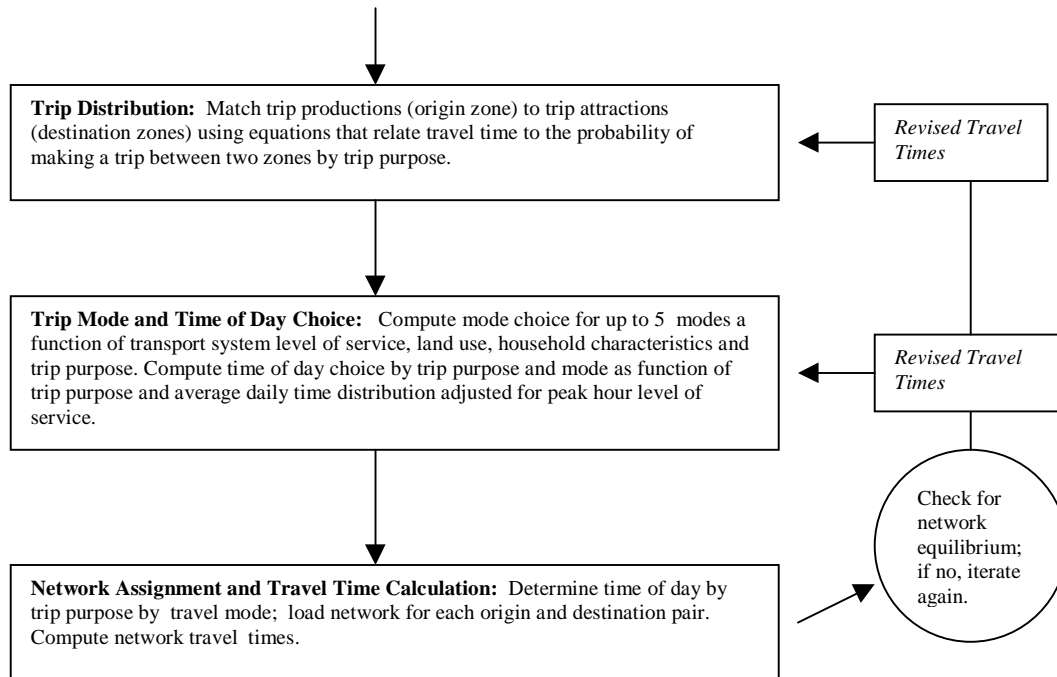 Trip Distribution: Match trip productions (origin zone) to trip attractions
(destination zones) using equations that relate travel time to the probability of
making a trip between two zones by trip purpose.
Revised Travel
Times
Trip Mode and Time of Day Choice: Compute mode choice for up to 5 modes a
function of transport system level of service, land use, household characteristics and
trip purpose. Compute time of day choice by trip purpose and mode as function of
trip purpose and average daily time distribution adjusted for peak hour level of
service.
Revised Travel
Times
Check for
network
equilibrium;
if no, iterate
again.
Network Assignment and Travel Time Calculation: Determine time of day by
trip purpose by travel mode; load network for each origin and destination pair.
Compute network travel times.